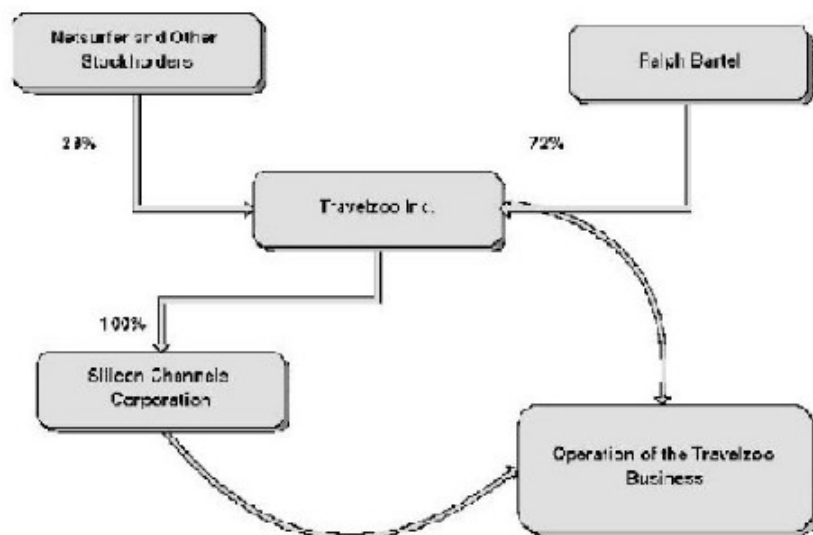 Netsurfer and Other
Stockholders
Ralph Bartel
28%
72%
Travelzoo Inc.
100%
Silicon Channels
Corporation
Operation of the Travelzoo
Business